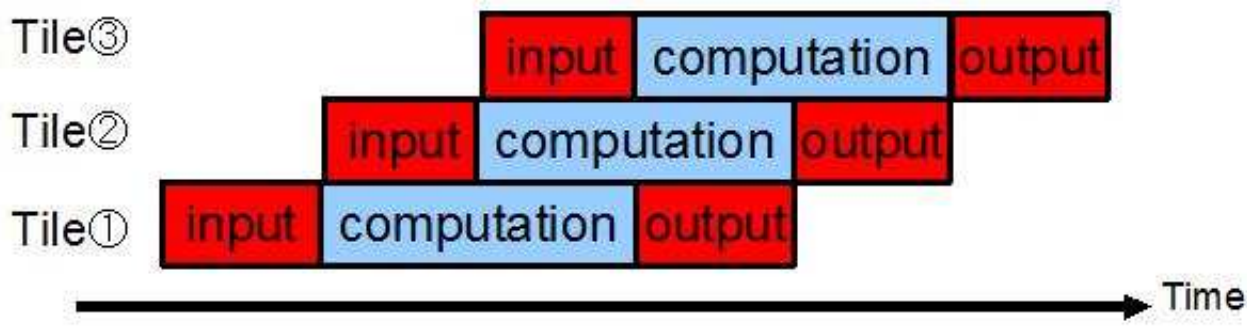 Tile③ input computation output
Tile② input computation output
Tile① input computation output
Time